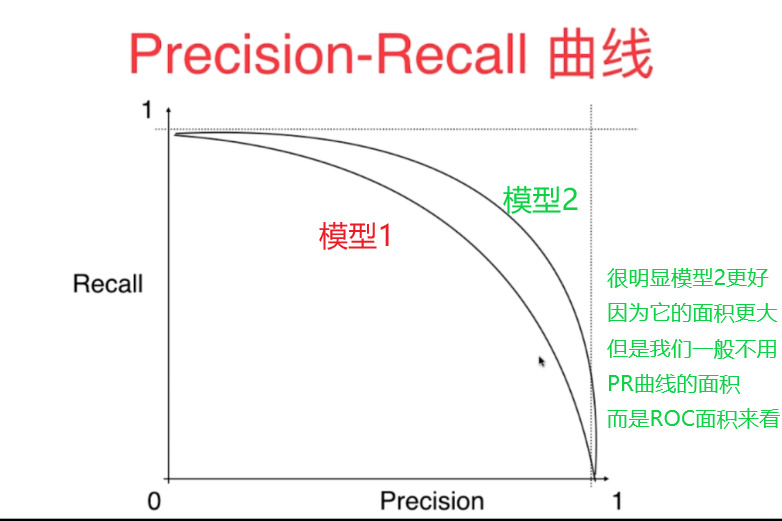 Precision-Recall 曲线
1
模型2
模型1
Recall
很明显模型2更好
因为它的面积更大
但是我们一般不用
PR曲线的面积
而是ROC面积来看
0
Precision
1